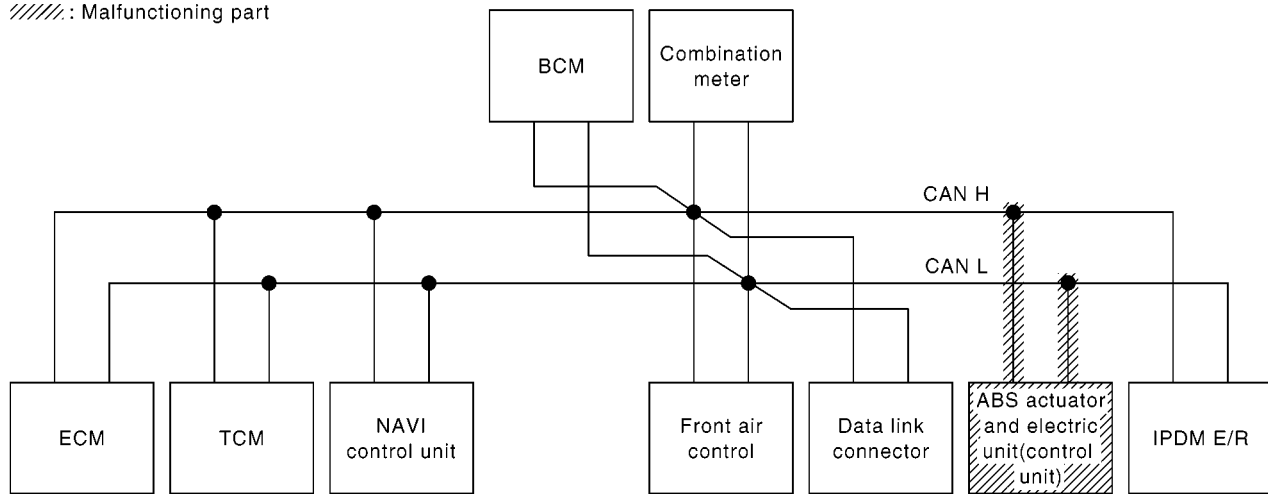 : Malfunctioning part
BCM
Combination
meter
CAN H
CAN L
ECM
TCM
NAVI
control unit
Front air
control
Data link
connector
ABS actuator
and electric
unit(control
unit)
IPDM E/R